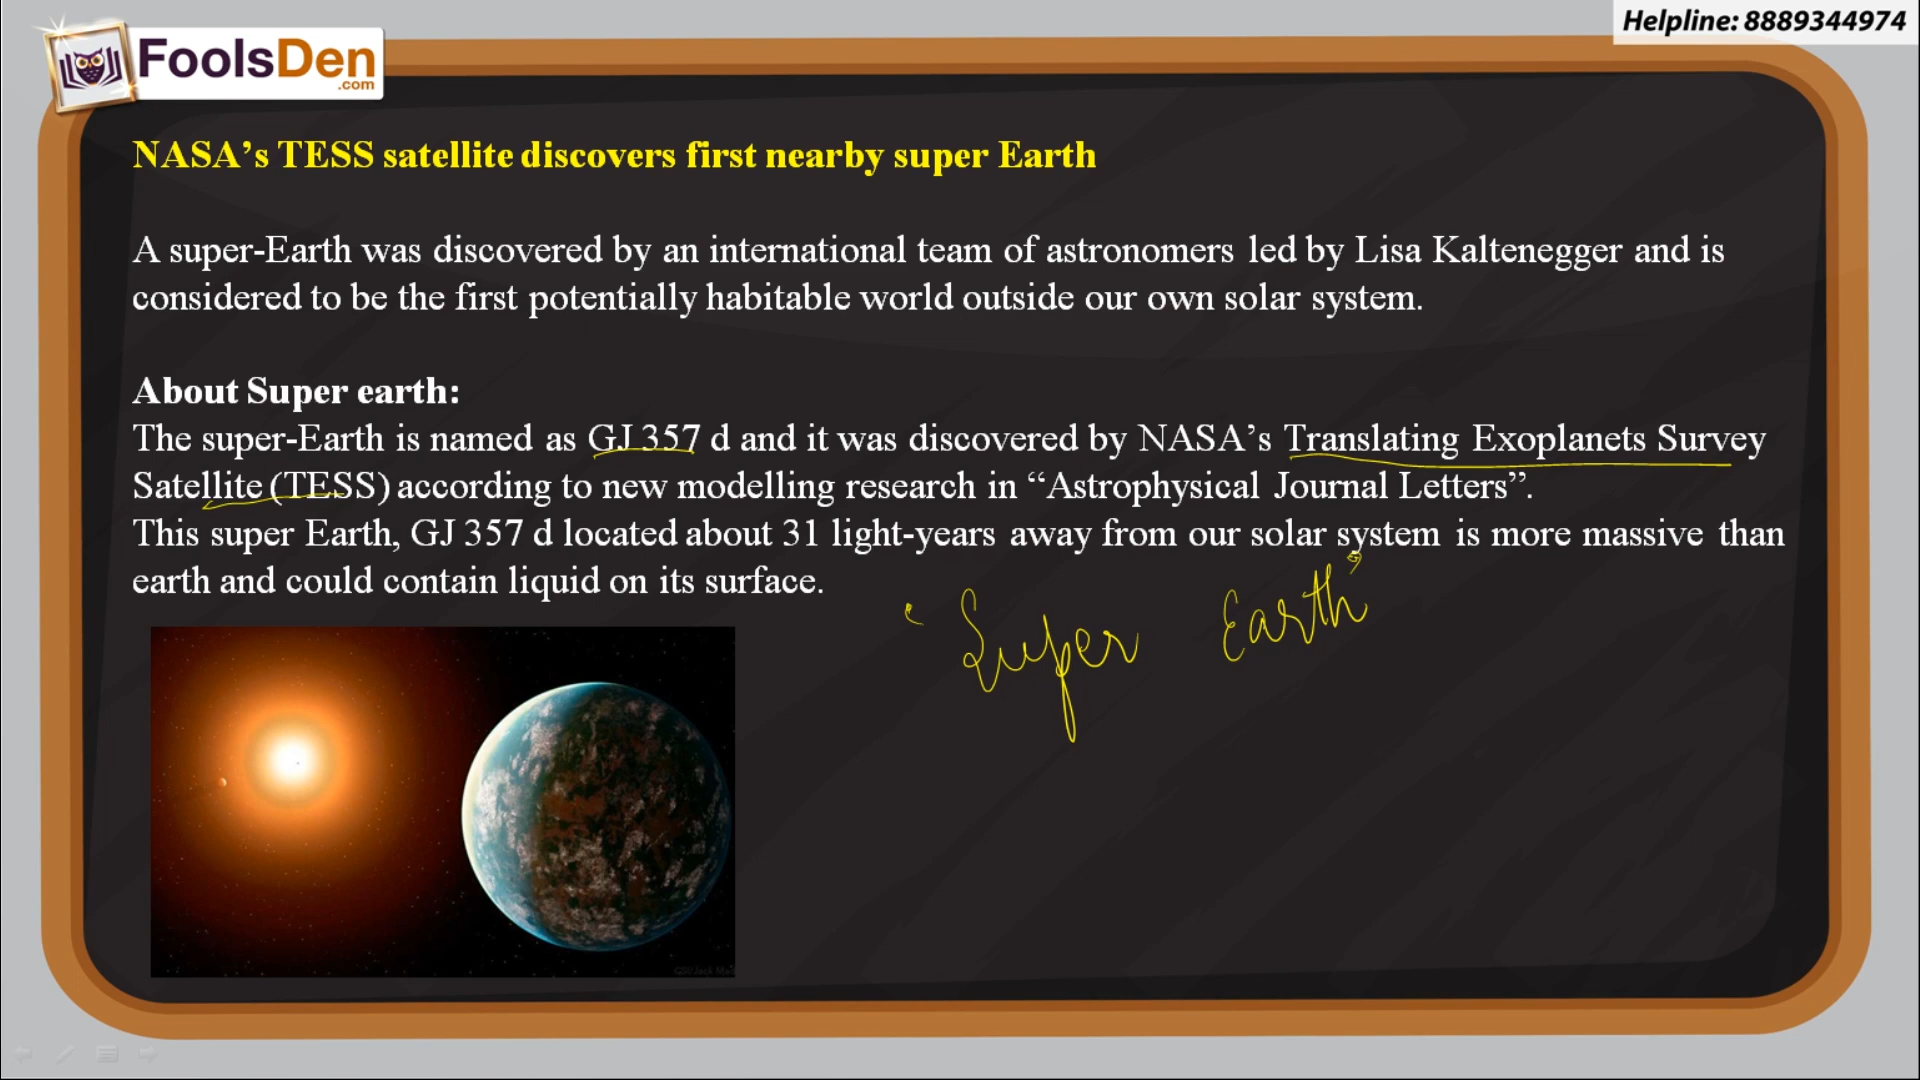 Helpline: 8889344974
FoolsDen
.com
NASA’s TESS satellite discovers first nearby super Earth
A super-Earth was discovered by an international team of astronomers led by Lisa Kaltenegger and is
considered to be the first potentially habitable world outside our own solar system.
About Super earth:
The super-Earth is named as GJ 357 d and it was discovered by NASA’s Translating Exoplanets Survey
Satellite (TESS) according to new modelling research in “Astrophysical Journal Letters”.
This super Earth, GJ 357 d located about 31 light-years away from our solar system is more massive than
earth and could contain liquid on its surface.
“Super Earth”